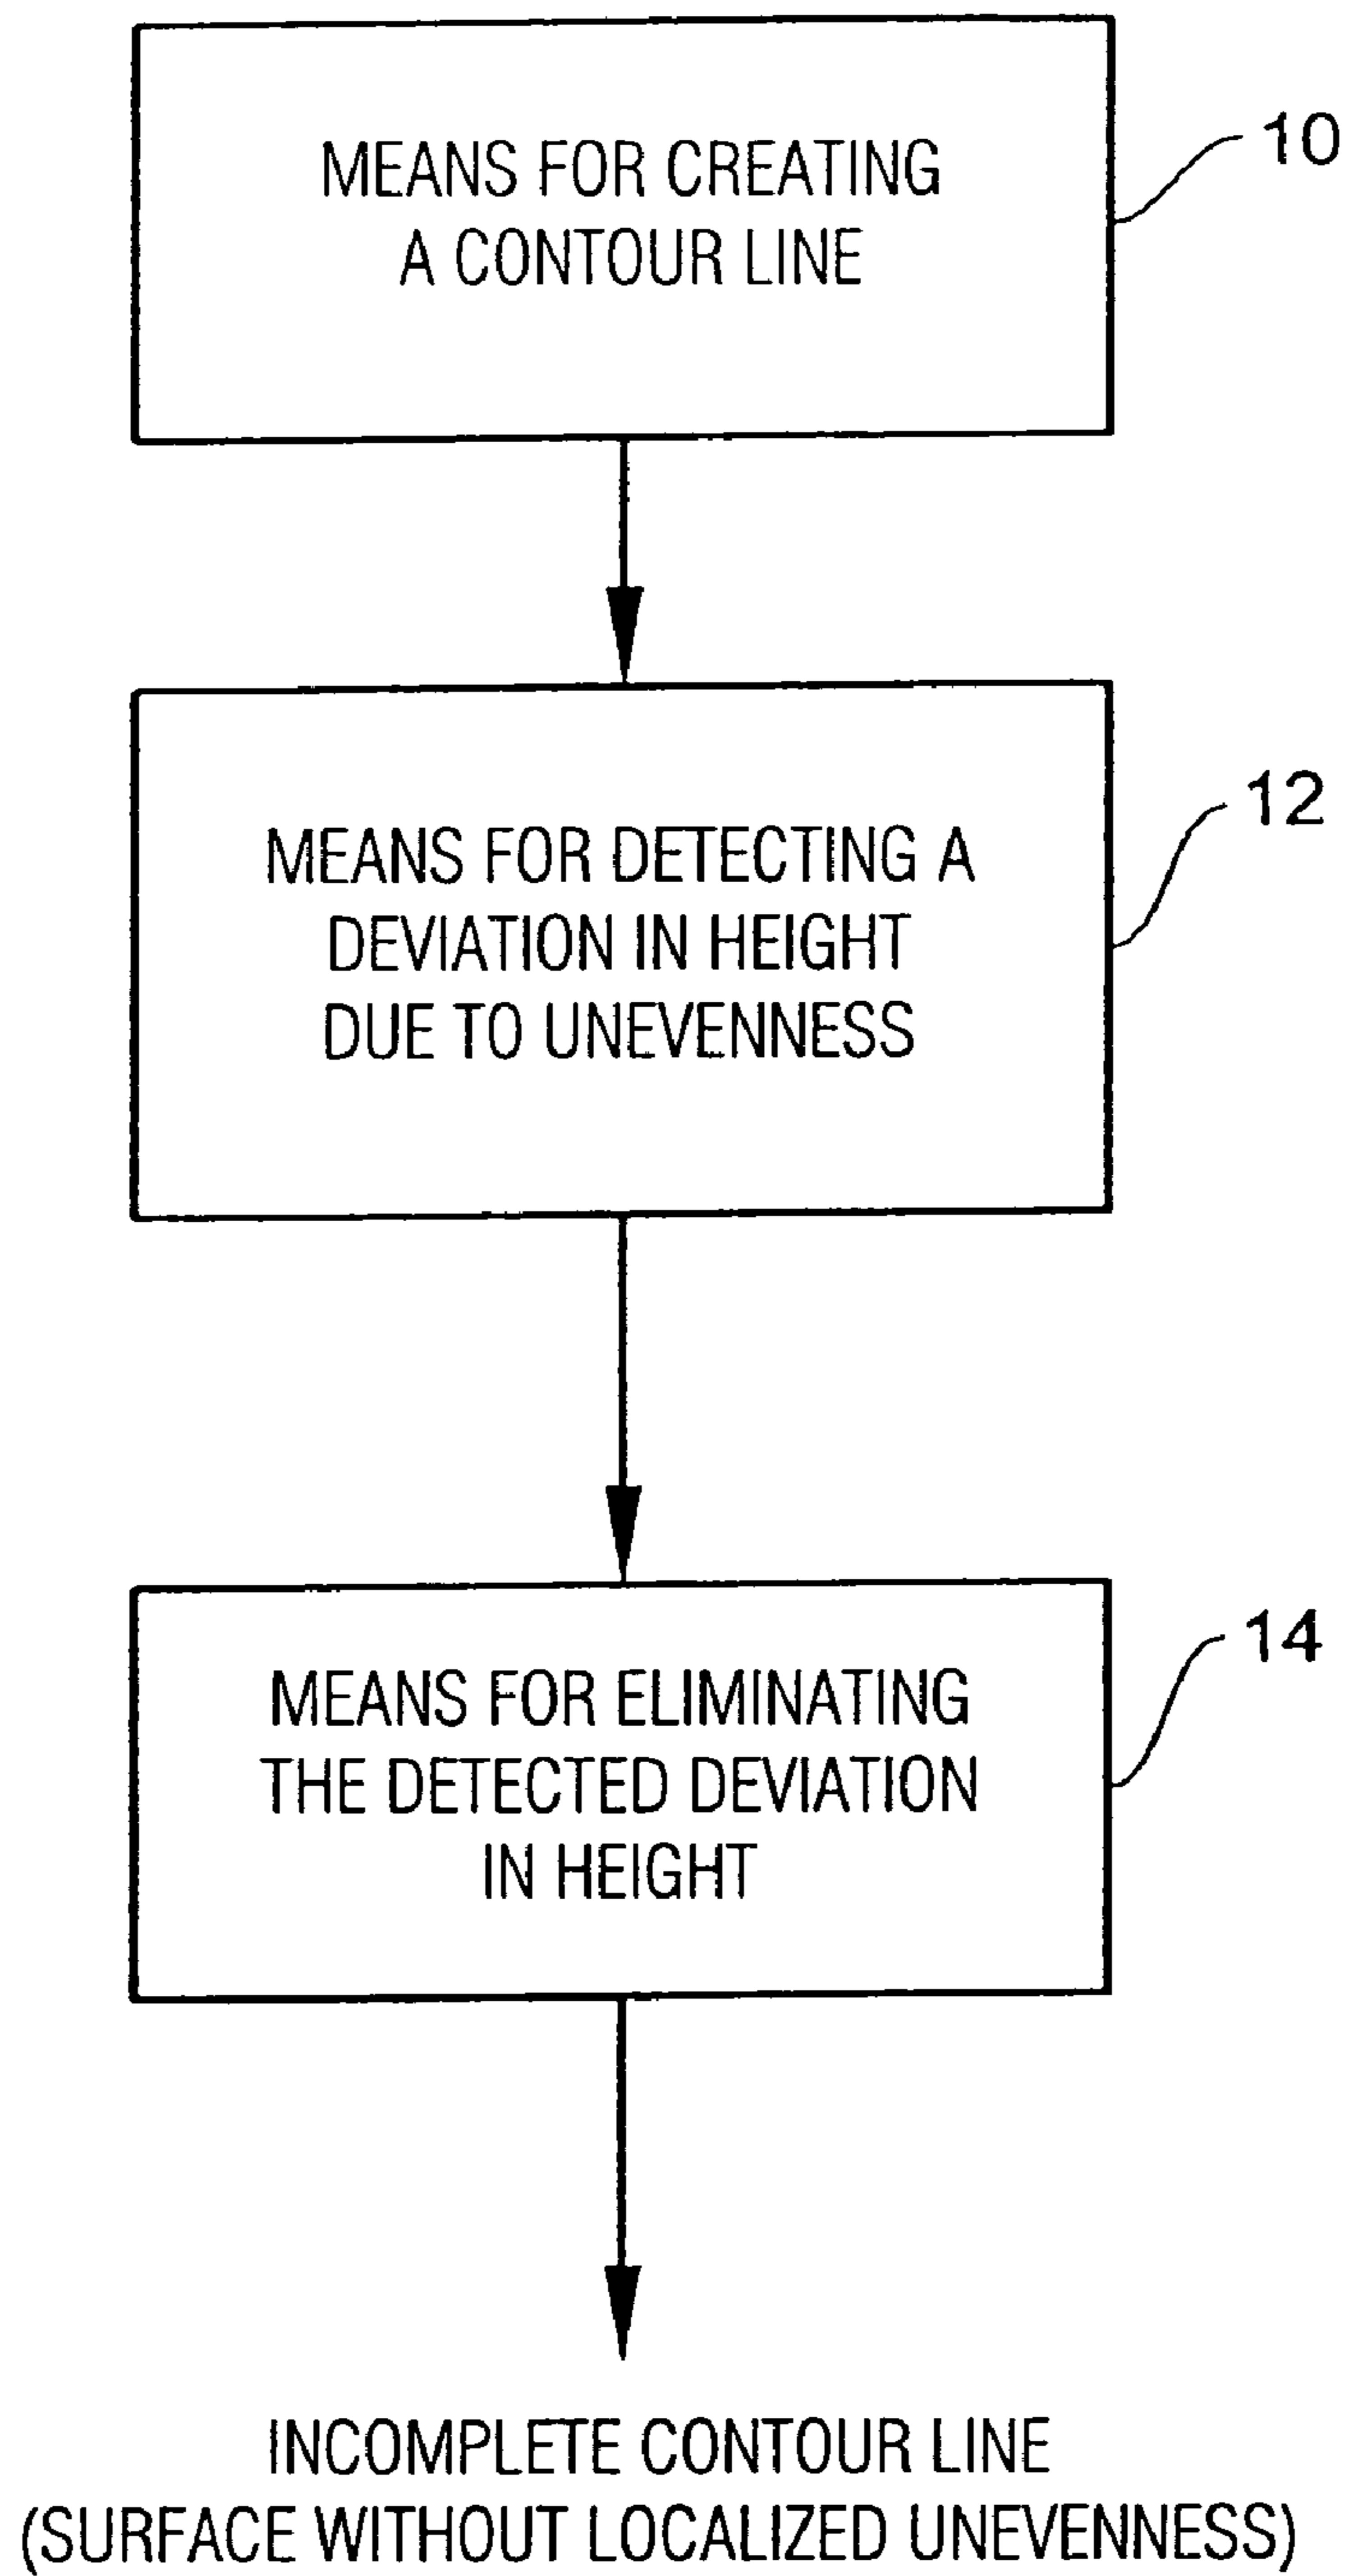 MEANS FOR CREATING
A CONTOUR LINE
10
MEANS FOR DETECTING A
DEVIATION IN HEIGHT
DUE TO UNEVENNESS
12
MEANS FOR ELIMINATING
THE DETECTED DEVIATION
IN HEIGHT
14
INCOMPLETE CONTOUR LINE
(SURFACE WITHOUT LOCALIZED UNEVENNESS)